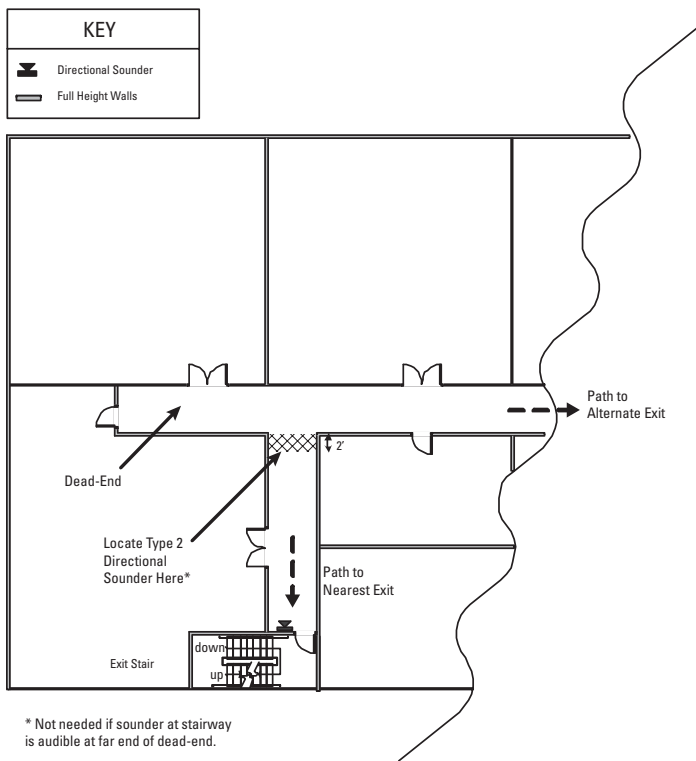 KEY
Directional Sounder
Full Height Walls
Path to
Alternate Exit
2'
Dead-End
Locate Type 2
Directional
Sounder Here*
Path to
Nearest Exit
down
Exit Stair
up
* Not needed if sounder at stairway
is audible at far end of dead-end.